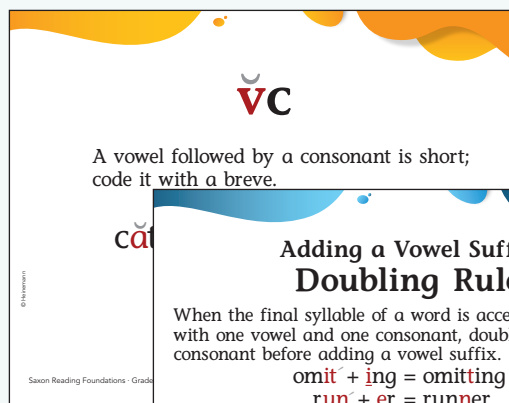 v̆c
A vowel followed by a consonant is short;
code it with a breve.
căt
© Heinemann
Saxon Reading Foundations · Grade
Adding a Vowel Suff
Doubling Rule
When the final syllable of a word is acce
with one vowel and one consonant, doubl
consonant before adding a vowel suffix.
omit´ + ing = omitting
run´ + er = runner